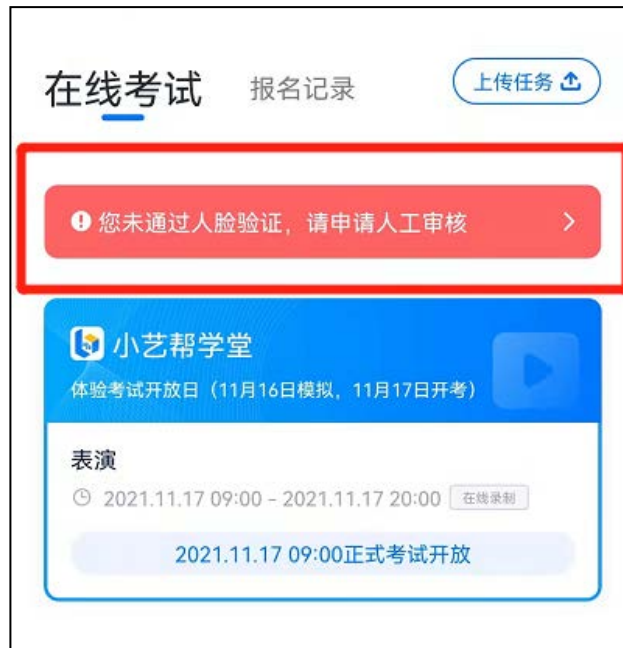 在线考试
报名记录
上传任务
您未通过人脸验证，请申请人工审核
小艺帮学堂
体验考试开放日（11月16日模拟，11月17日开考）
表演
2021.11.17 09:00 - 2021.11.17 20:00 在线录制
2021.11.17 09:00正式考试开放